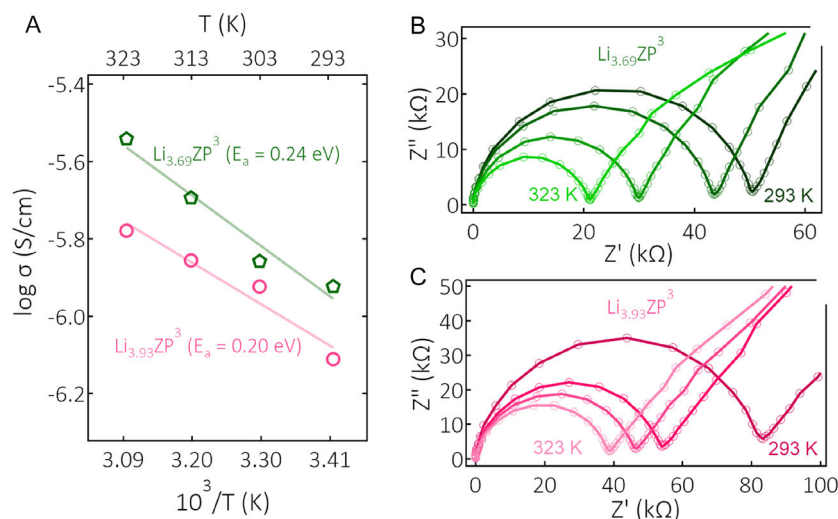 A
T (K)
323 313 303 293
-5.4
-5.6
-5.8
-6.0
-6.2
log σ (S/cm)
Li3.69ZP³ (Ea = 0.24 eV)
Li3.93ZP³ (Ea = 0.20 eV)
3.09 3.20 3.30 3.41
10³/T (K)
B
Li3.69ZP³
30
20
10
0
Z" (kΩ)
323 K
293 K
0 20 40 60
Z' (kΩ)
C
Li3.93ZP³
50
40
30
20
10
0
Z" (kΩ)
323 K
293 K
0 20 40 60 80 100
Z' (kΩ)